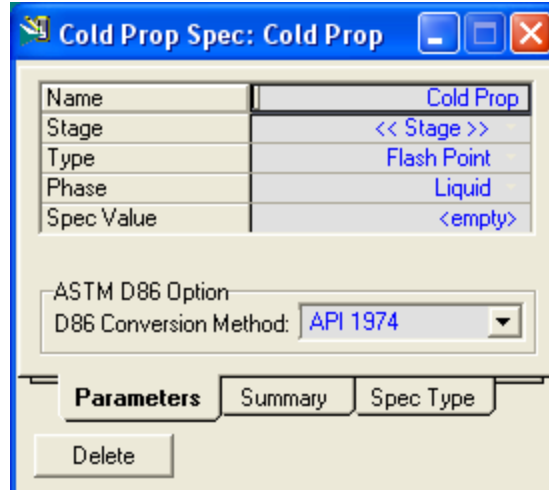 Cold Prop Spec: Cold Prop
Name Cold Prop
Stage << Stage >>
Type Flash Point
Phase Liquid
Spec Value <empty>
ASTM D86 Option
D86 Conversion Method: API 1974
Parameters Summary Spec Type
Delete